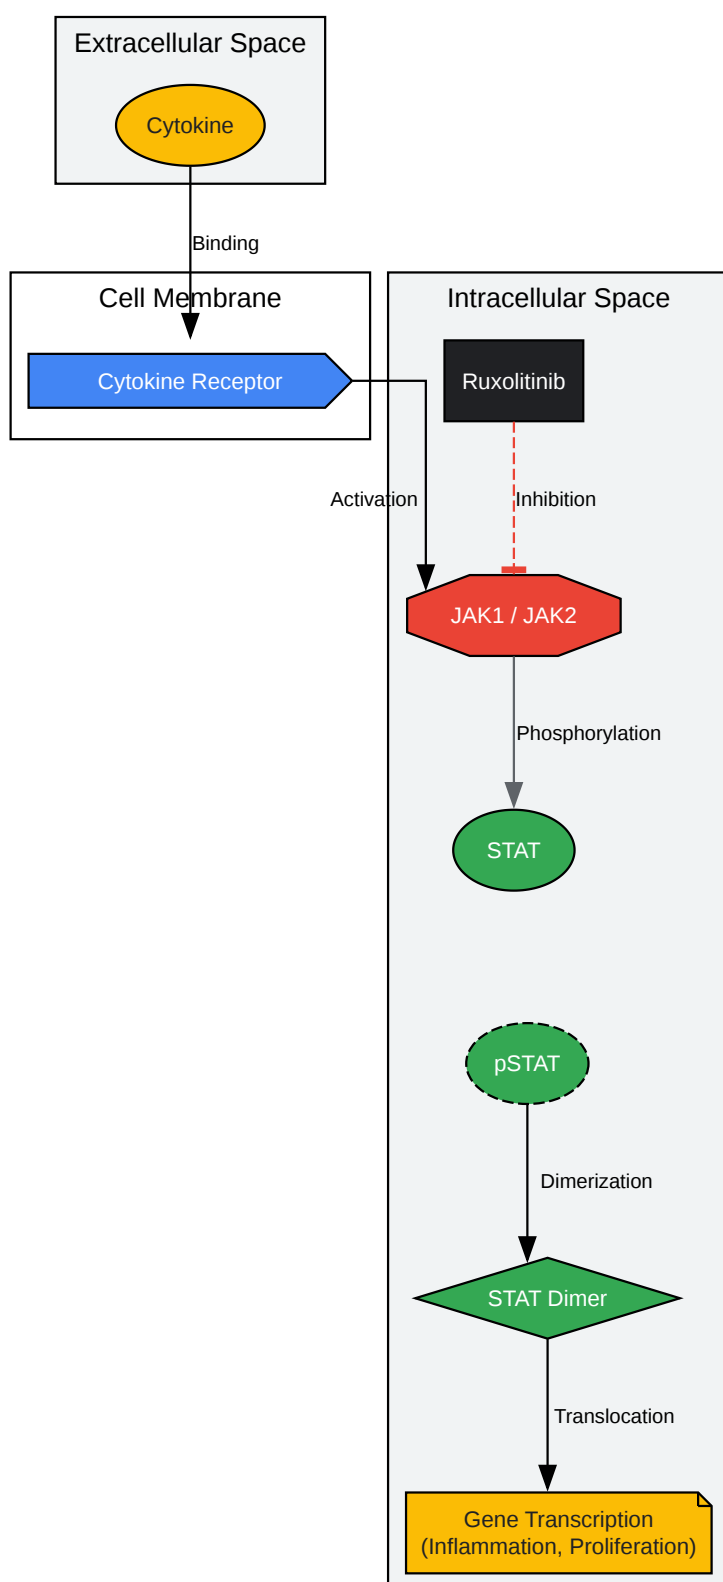 Extracellular Space
Cytokine
Binding
Cell Membrane
Cytokine Receptor
Intracellular Space
Ruxolitinib
Activation
Inhibition
JAK1 / JAK2
Phosphorylation
STAT
pSTAT
Dimerization
STAT Dimer
Translocation
Gene Transcription
(Inflammation, Proliferation)